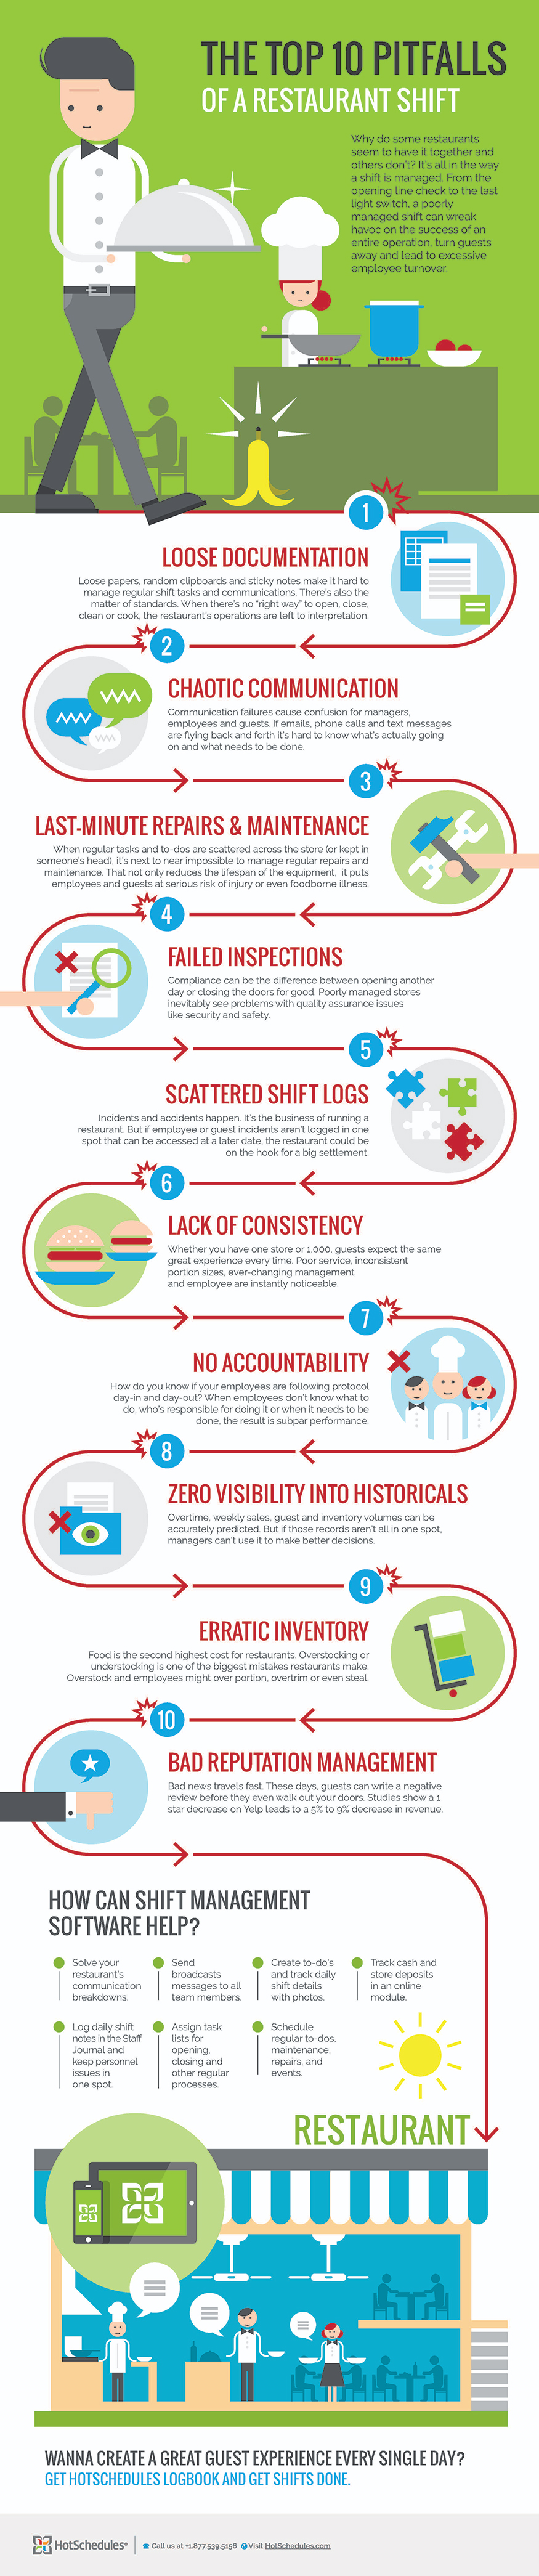 THE TOP 10 PITFALLS
OF A RESTAURANT SHIFT
Why do some restaurants
seem to have it together and
others don't? It's all in the way
a shift is managed. From the
opening line check to the last
light switch, a poorly
managed shift can wreak
havoc on the success of an
entire operation, turn guests
away and lead to excessive
employee turnover.
1
LOOSE DOCUMENTATION
Loose papers, random clipboards and sticky notes make it hard to
manage regular shift tasks and communications. There's also the
matter of standards. When there's no "right way" to open, close,
clean or cook, the restaurant's operations are left to interpretation.
2
CHAOTIC COMMUNICATION
Communication failures cause confusion for managers,
employees and guests. If emails, phone calls and text messages
are flying back and forth it's hard to know what's actually going
on and what needs to be done.
3
LAST-MINUTE REPAIRS & MAINTENANCE
When regular tasks and to-dos are scattered across the store (or kept in
someone's head), it's next to near impossible to manage regular repairs and
maintenance. That not only reduces the lifespan of the equipment, it puts
employees and guests at serious risk of injury or even foodborne illness.
4
FAILED INSPECTIONS
Compliance can be the difference between opening another
day or closing the doors for good. Poorly managed stores
inevitably see problems with quality assurance issues
like security and safety.
5
SCATTERED SHIFT LOGS
Incidents and accidents happen. It's the business of running a
restaurant. But if employee or guest incidents aren't logged in one
spot that can be accessed at a later date, the restaurant could be
on the hook for a big settlement.
6
LACK OF CONSISTENCY
Whether you have one store or 1,000, guests expect the same
great experience every time. Poor service, inconsistent
portion sizes, ever-changing management
and employee are instantly noticeable.
7
NO ACCOUNTABILITY
How do you know if your employees are following protocol
day-in and day-out? When employees don't know what to
do, who's responsible for doing it or when it needs to be
done, the result is subpar performance.
8
ZERO VISIBILITY INTO HISTORICALS
Overtime, weekly sales, guest and inventory volumes can be
accurately predicted. But if those records aren't all in one spot,
managers can't use it to make better decisions.
9
ERRATIC INVENTORY
Food is the second highest cost for restaurants. Overstocking or
understocking is one of the biggest mistakes restaurants make.
Overstock and employees might over portion, overtrim or even steal.
10
BAD REPUTATION MANAGEMENT
Bad news travels fast. These days, guests can write a negative
review before they even walk out your doors. Studies show a 1
star decrease on Yelp leads to a 5% to 9% decrease in revenue.
HOW CAN SHIFT MANAGEMENT
SOFTWARE HELP?
Solve your
restaurant's
communication
breakdowns.
Send
broadcasts
messages to all
team members.
Create to-do's
and track daily
shift details
with photos.
Track cash and
store deposits
in an online
module.
Log daily shift
notes in the Staff
Journal and
keep personnel
issues in
one spot.
Assign task
lists for
opening,
closing and
other regular
processes.
Schedule
regular to-dos,
maintenance,
repairs, and
events.
RESTAURANT
WANNA CREATE A GREAT GUEST EXPERIENCE EVERY SINGLE DAY?
GET HOTSCHEDULES LOGBOOK AND GET SHIFTS DONE.
HotSchedules® Call us at +1.877.539.5156 Visit HotSchedules.com